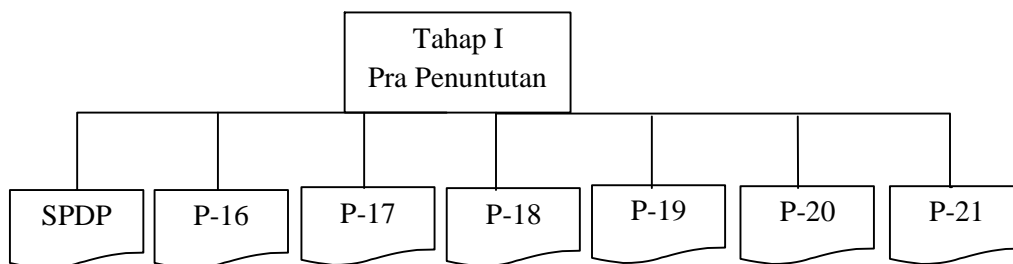 Tahap I
Pra Penuntutan
SPDP
P-16
P-17
P-18
P-19
P-20
P-21